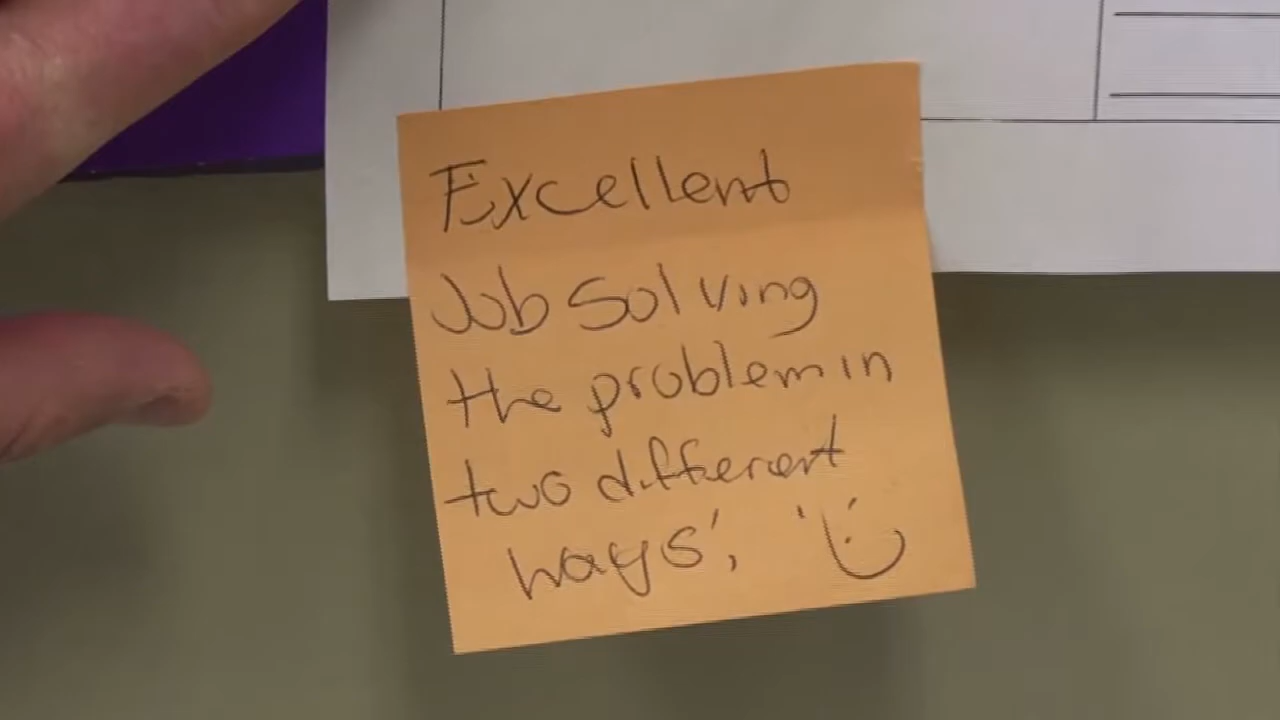 Excellent
Job Solving
the problem in
two different
ways!